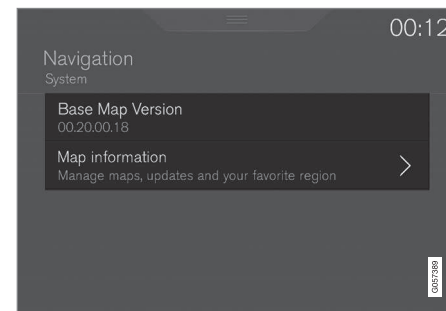 00:12
Navigation
System
Base Map Version
00.20.00.18
Map information
Manage maps, updates and your favorite region
G057389